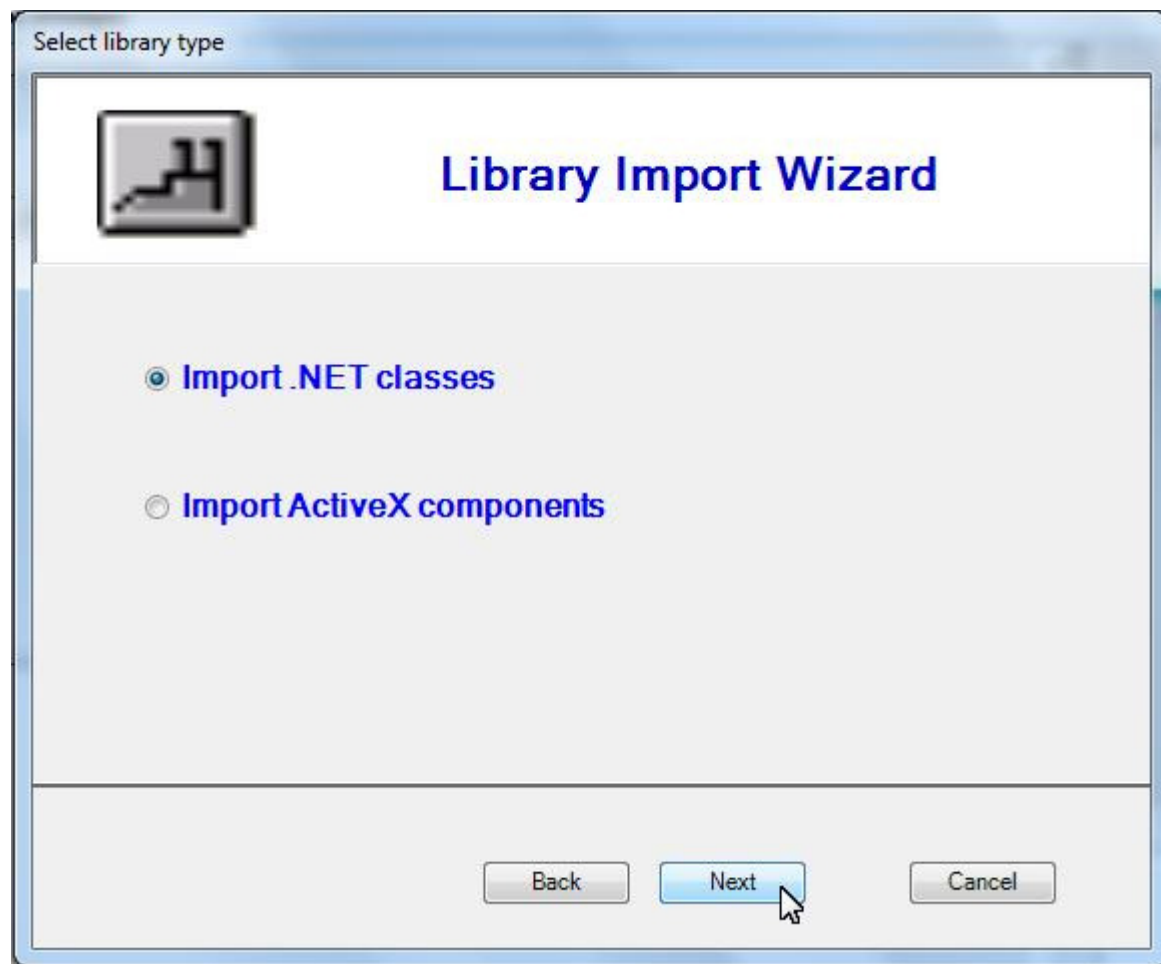 Select library type
Library Import Wizard
Import .NET classes
Import ActiveX components
Back Next Cancel